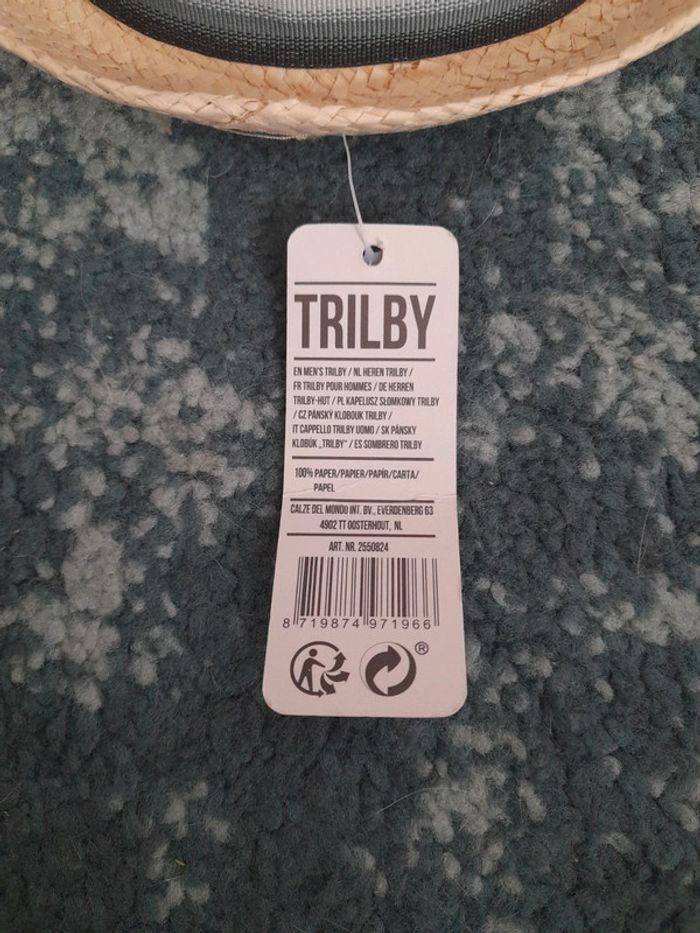 TRILBY
EN MEN'S TRILBY / NL HEREN TRILBY /
FR TRILBY POUR HOMMES / DE HERREN
TRILBY-HUT / PL KAPELUSZ SŁOMKOWY TRILBY
/ CZ PÁNSKÝ KLOBOUK TRILBY /
IT CAPPELLO TRILBY UOMO / SK PÁNSKY
KLOBÚK „TRILBY“ / ES SOMBRERO TRILBY
100% PAPER/PAPIER/PAPÍR/CARTA/
PAPEL
CALZE DEL MONDO INT. BV., EVERDENBERG 63
4902 TT OOSTERHOUT, NL
ART. NR. 2550824
8 719874 971966
®